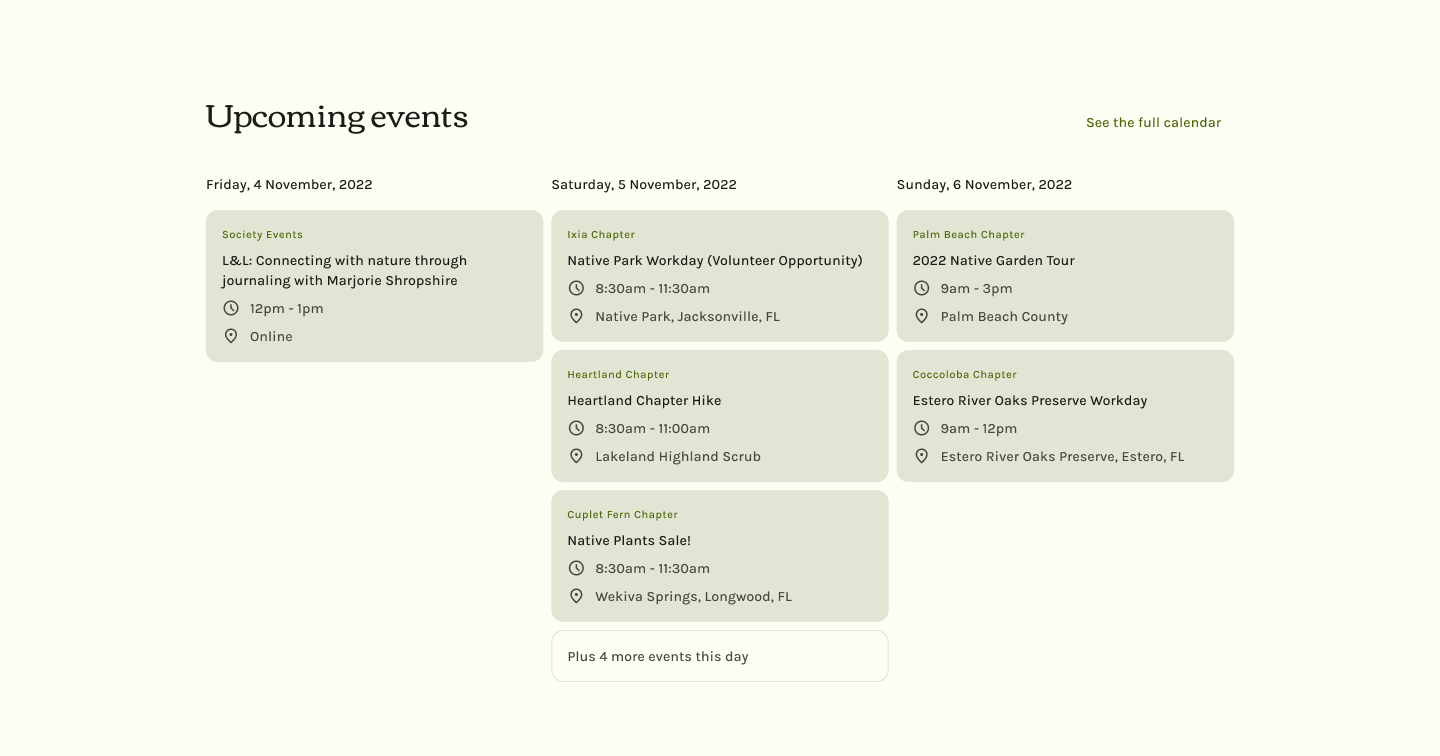 Upcoming events
See the full calendar
Friday, 4 November, 2022
Society Events
L&L: Connecting with nature through
journaling with Marjorie Shropshire
12pm - 1pm
Online
Saturday, 5 November, 2022
Ixia Chapter
Native Park Workday (Volunteer Opportunity)
8:30am - 11:30am
Native Park, Jacksonville, FL
Heartland Chapter
Heartland Chapter Hike
8:30am - 11:00am
Lakeland Highland Scrub
Cuplet Fern Chapter
Native Plants Sale!
8:30am - 11:30am
Wekiva Springs, Longwood, FL
Plus 4 more events this day
Sunday, 6 November, 2022
Palm Beach Chapter
2022 Native Garden Tour
9am - 3pm
Palm Beach County
Coccoloba Chapter
Estero River Oaks Preserve Workday
9am - 12pm
Estero River Oaks Preserve, Estero, FL